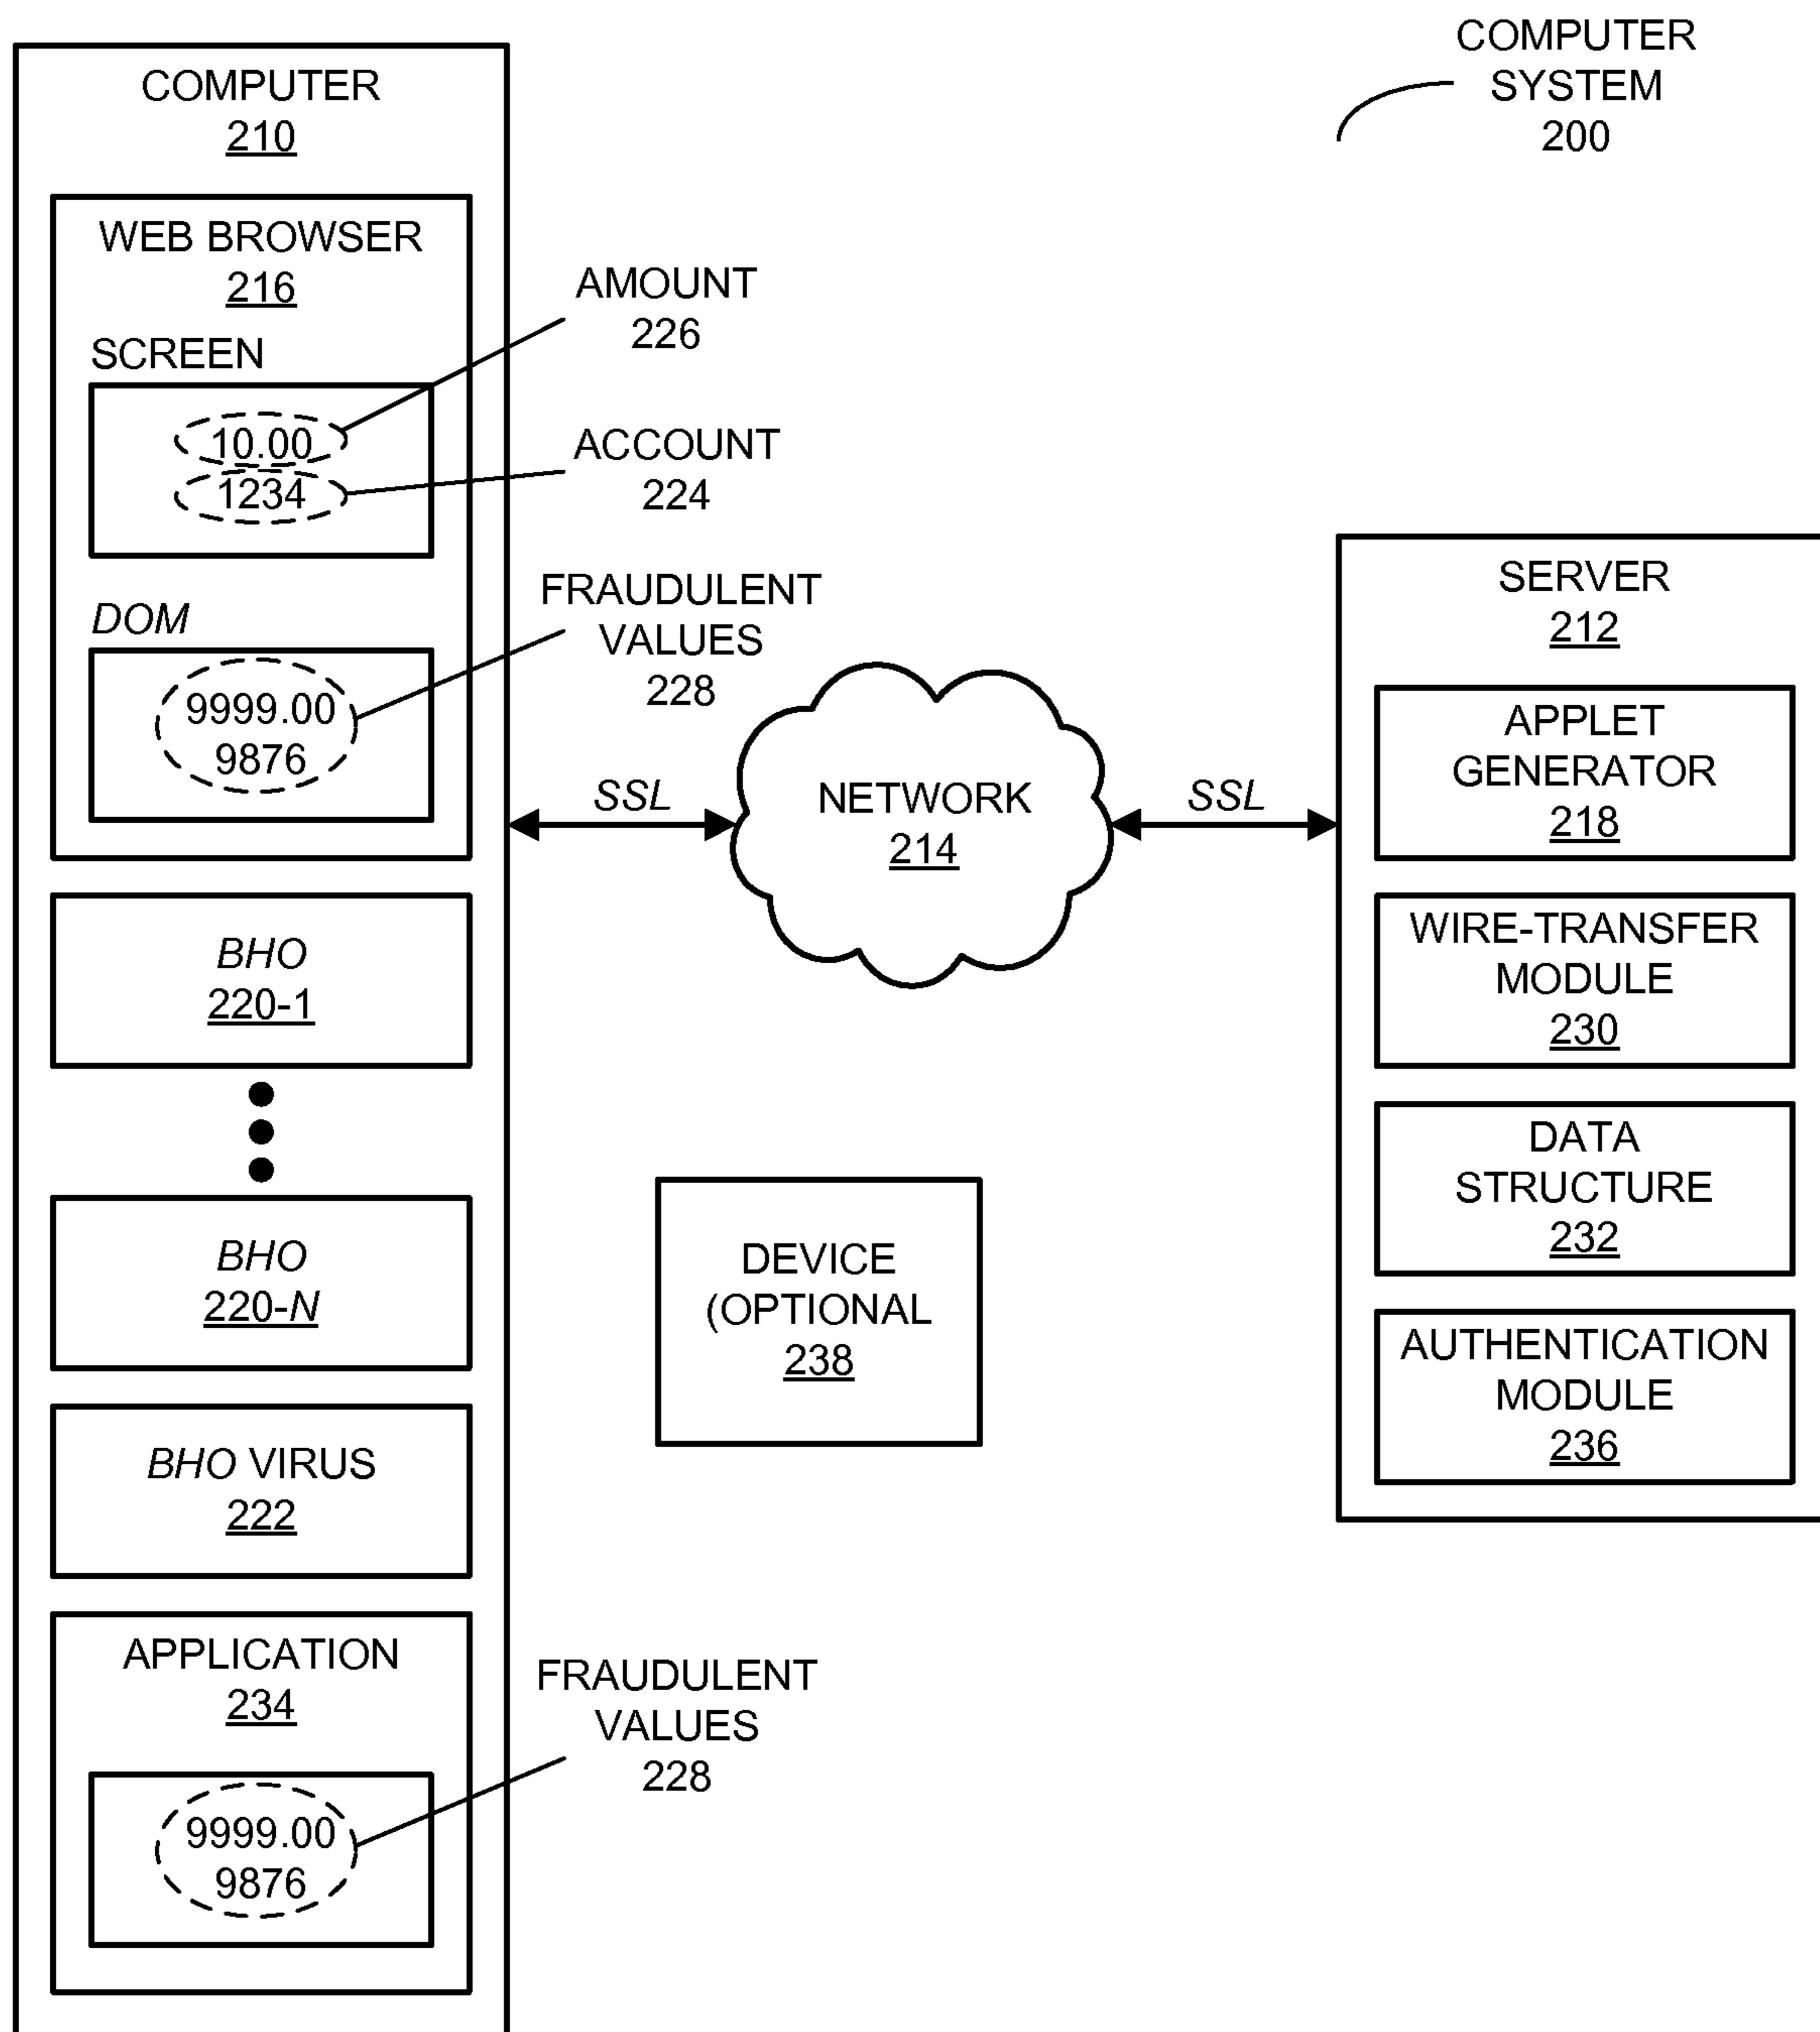 COMPUTER
210
WEB BROWSER
216
SCREEN
10.00
1234
DOM
9999.00
9876
BHO
220-1
BHO
220-N
BHO VIRUS
222
APPLICATION
234
9999.00
9876
AMOUNT
226
ACCOUNT
224
FRAUDULENT
VALUES
228
SSL
NETWORK
214
SSL
DEVICE
(OPTIONAL
238
FRAUDULENT
VALUES
228
COMPUTER
SYSTEM
200
SERVER
212
APPLET
GENERATOR
218
WIRE-TRANSFER
MODULE
230
DATA
STRUCTURE
232
AUTHENTICATION
MODULE
236